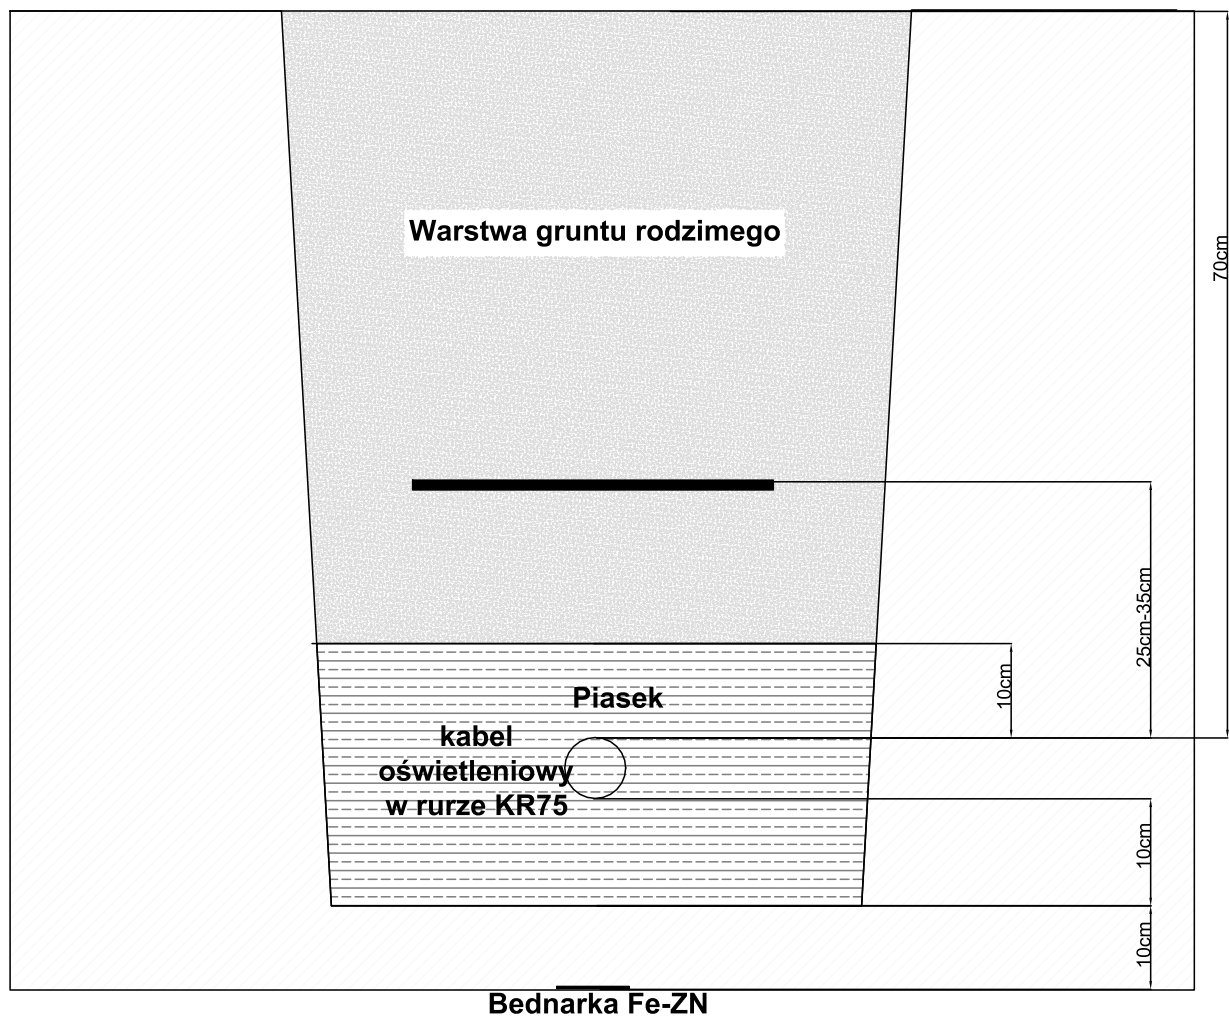 Warstwa gruntu rodzimego
70cm
25cm-35cm
10cm
Piasek
kabel
oświetleniowy
w rurze KR75
10cm
10cm
Bednarka Fe-ZN